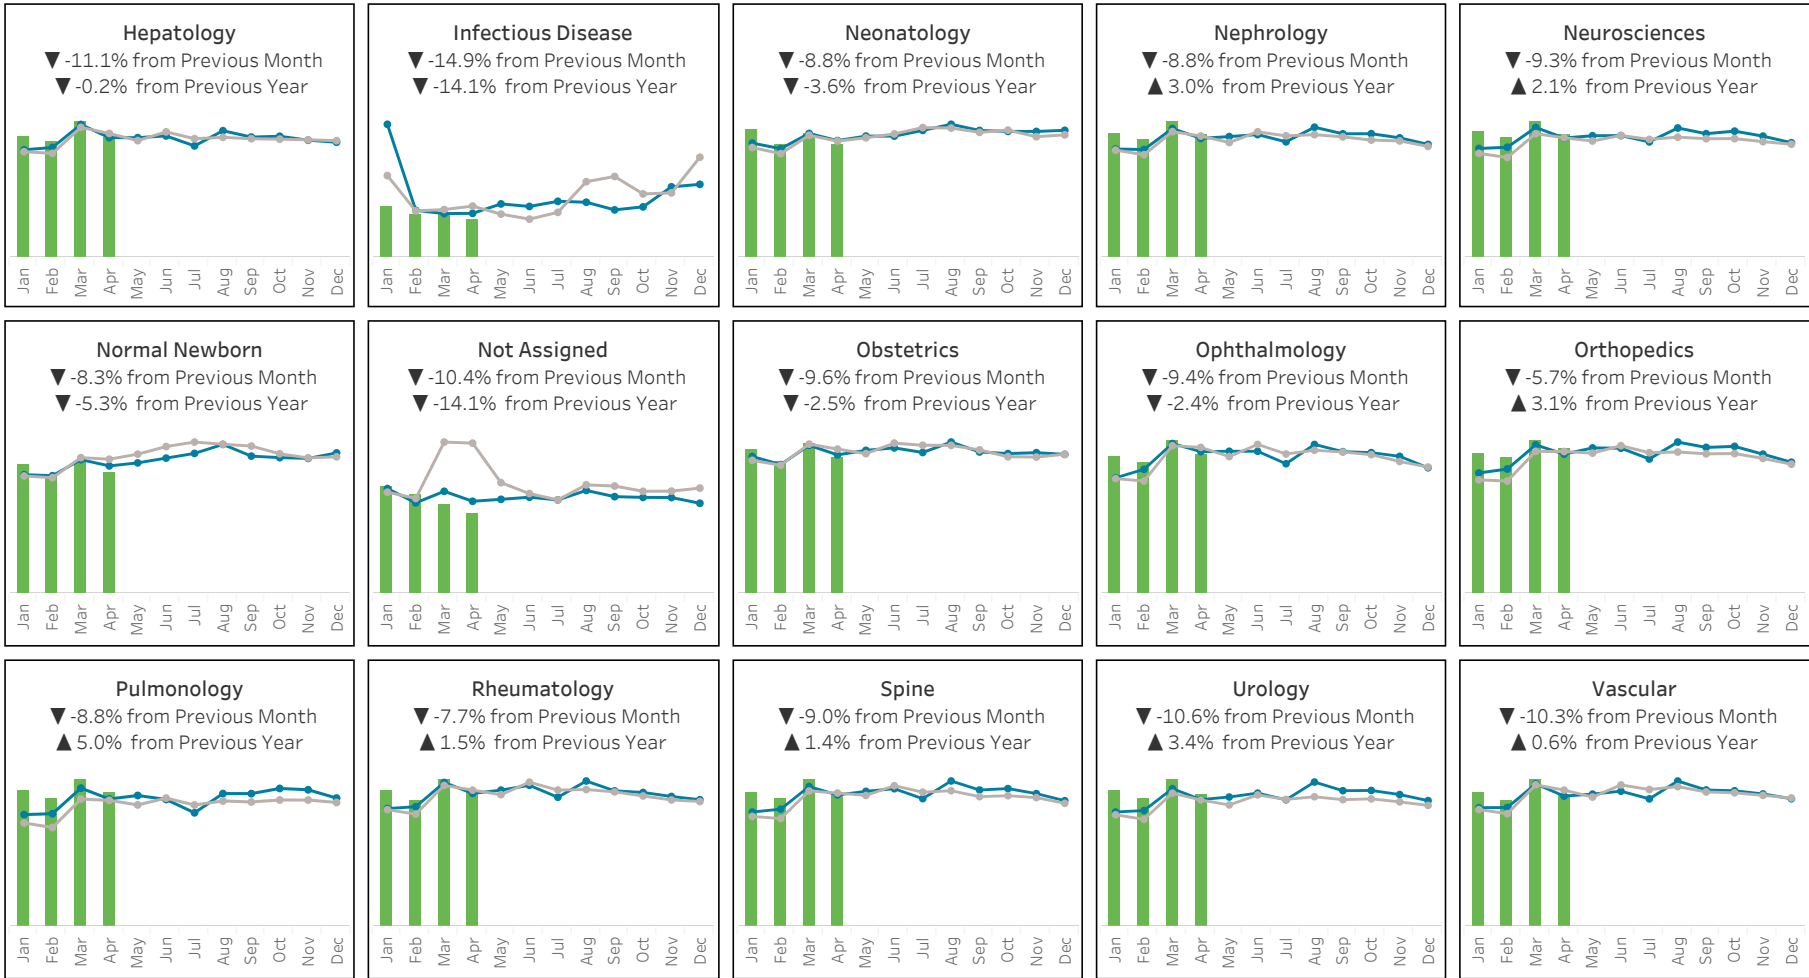 Hepatology
▼ -11.1% from Previous Month
▼ -0.2% from Previous Year
Jan Feb Mar Apr May Jun Jul Aug Sep Oct Nov Dec
Infectious Disease
▼ -14.9% from Previous Month
▼ -14.1% from Previous Year
Jan Feb Mar Apr May Jun Jul Aug Sep Oct Nov Dec
Neonatology
▼ -8.8% from Previous Month
▼ -3.6% from Previous Year
Jan Feb Mar Apr May Jun Jul Aug Sep Oct Nov Dec
Nephrology
▼ -8.8% from Previous Month
▲ 3.0% from Previous Year
Jan Feb Mar Apr May Jun Jul Aug Sep Oct Nov Dec
Neurosciences
▼ -9.3% from Previous Month
▲ 2.1% from Previous Year
Jan Feb Mar Apr May Jun Jul Aug Sep Oct Nov Dec
Normal Newborn
▼ -8.3% from Previous Month
▼ -5.3% from Previous Year
Jan Feb Mar Apr May Jun Jul Aug Sep Oct Nov Dec
Not Assigned
▼ -10.4% from Previous Month
▼ -14.1% from Previous Year
Jan Feb Mar Apr May Jun Jul Aug Sep Oct Nov Dec
Obstetrics
▼ -9.6% from Previous Month
▼ -2.5% from Previous Year
Jan Feb Mar Apr May Jun Jul Aug Sep Oct Nov Dec
Ophthalmology
▼ -9.4% from Previous Month
▼ -2.4% from Previous Year
Jan Feb Mar Apr May Jun Jul Aug Sep Oct Nov Dec
Orthopedics
▼ -5.7% from Previous Month
▲ 3.1% from Previous Year
Jan Feb Mar Apr May Jun Jul Aug Sep Oct Nov Dec
Pulmonology
▼ -8.8% from Previous Month
▲ 5.0% from Previous Year
Jan Feb Mar Apr May Jun Jul Aug Sep Oct Nov Dec
Rheumatology
▼ -7.7% from Previous Month
▲ 1.5% from Previous Year
Jan Feb Mar Apr May Jun Jul Aug Sep Oct Nov Dec
Spine
▼ -9.0% from Previous Month
▲ 1.4% from Previous Year
Jan Feb Mar Apr May Jun Jul Aug Sep Oct Nov Dec
Urology
▼ -10.6% from Previous Month
▲ 3.4% from Previous Year
Jan Feb Mar Apr May Jun Jul Aug Sep Oct Nov Dec
Vascular
▼ -10.3% from Previous Month
▲ 0.6% from Previous Year
Jan Feb Mar Apr May Jun Jul Aug Sep Oct Nov Dec